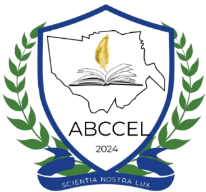 ABCCEL
2024
SCIENTIA NOSTRA LUX